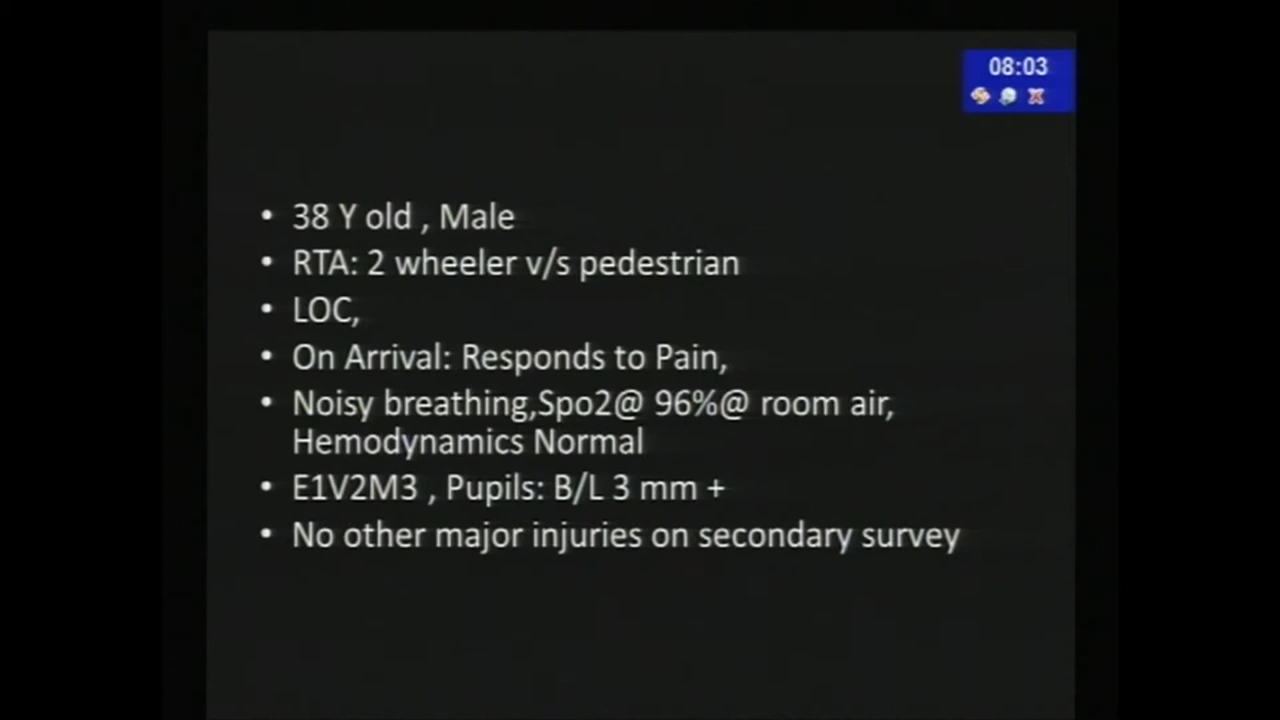 08:03
• 38 Y old , Male
• RTA: 2 wheeler v/s pedestrian
• LOC,
• On Arrival: Responds to Pain,
• Noisy breathing,Spo2@ 96%@ room air,
Hemodynamics Normal
• E1V2M3 , Pupils: B/L 3 mm +
• No other major injuries on secondary survey